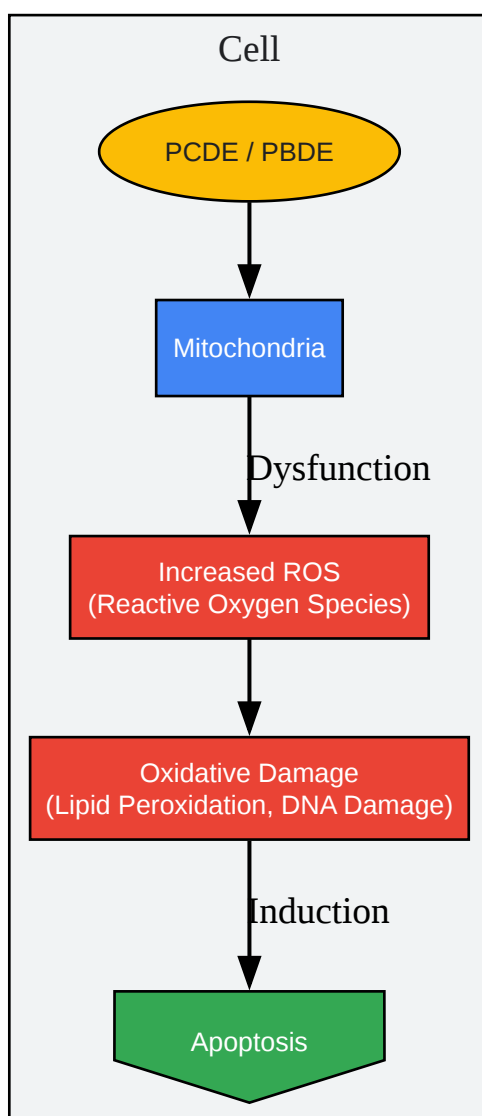 Cell
PCDE / PBDE
Mitochondria
Dysfunction
Increased ROS
(Reactive Oxygen Species)
Oxidative Damage
(Lipid Peroxidation, DNA Damage)
Induction
Apoptosis